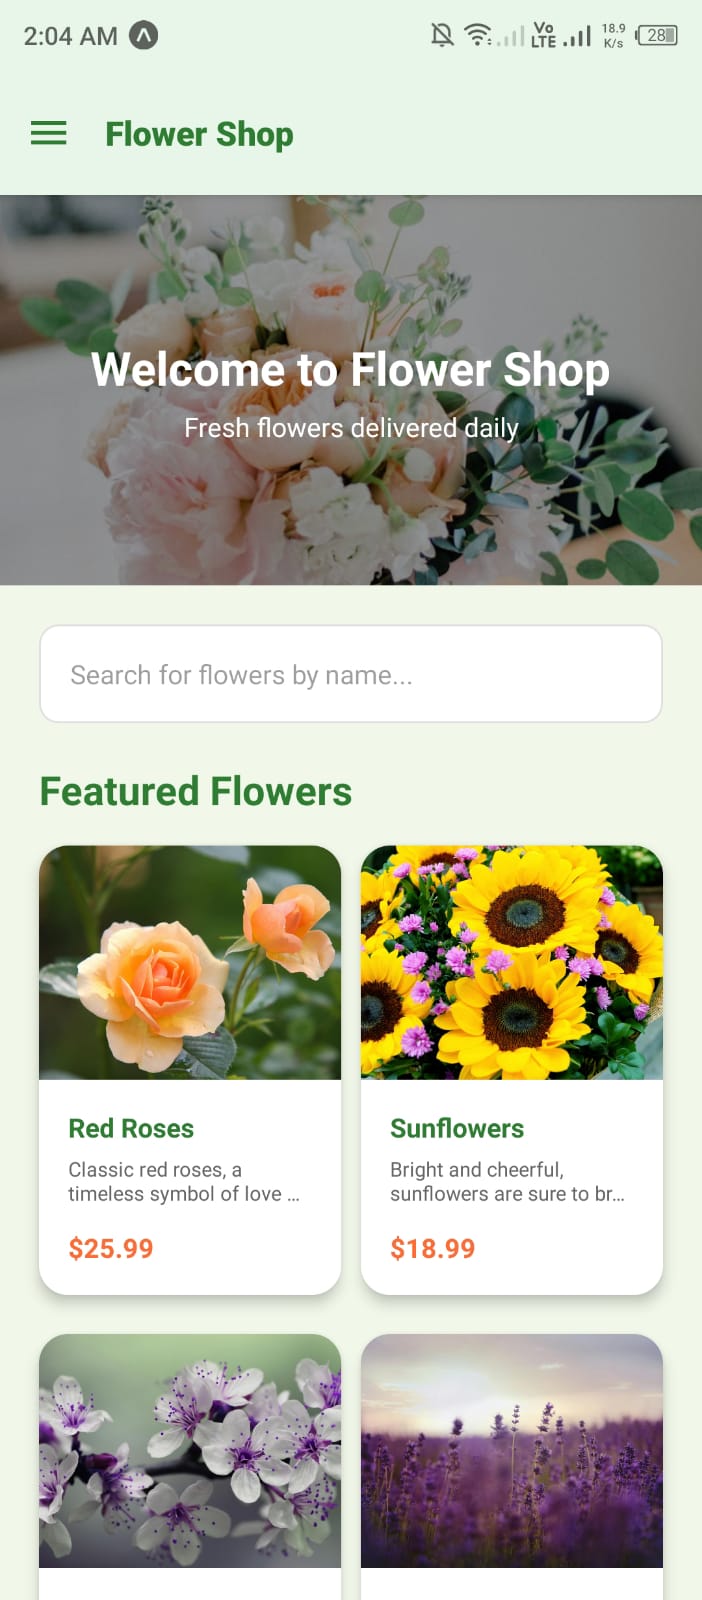 2:04 AM
Vo LTE
18.9 K/s
28
Flower Shop
Welcome to Flower Shop
Fresh flowers delivered daily
Search for flowers by name...
Featured Flowers
Red Roses
Classic red roses, a
timeless symbol of love ...
$25.99
Sunflowers
Bright and cheerful,
sunflowers are sure to br...
$18.99